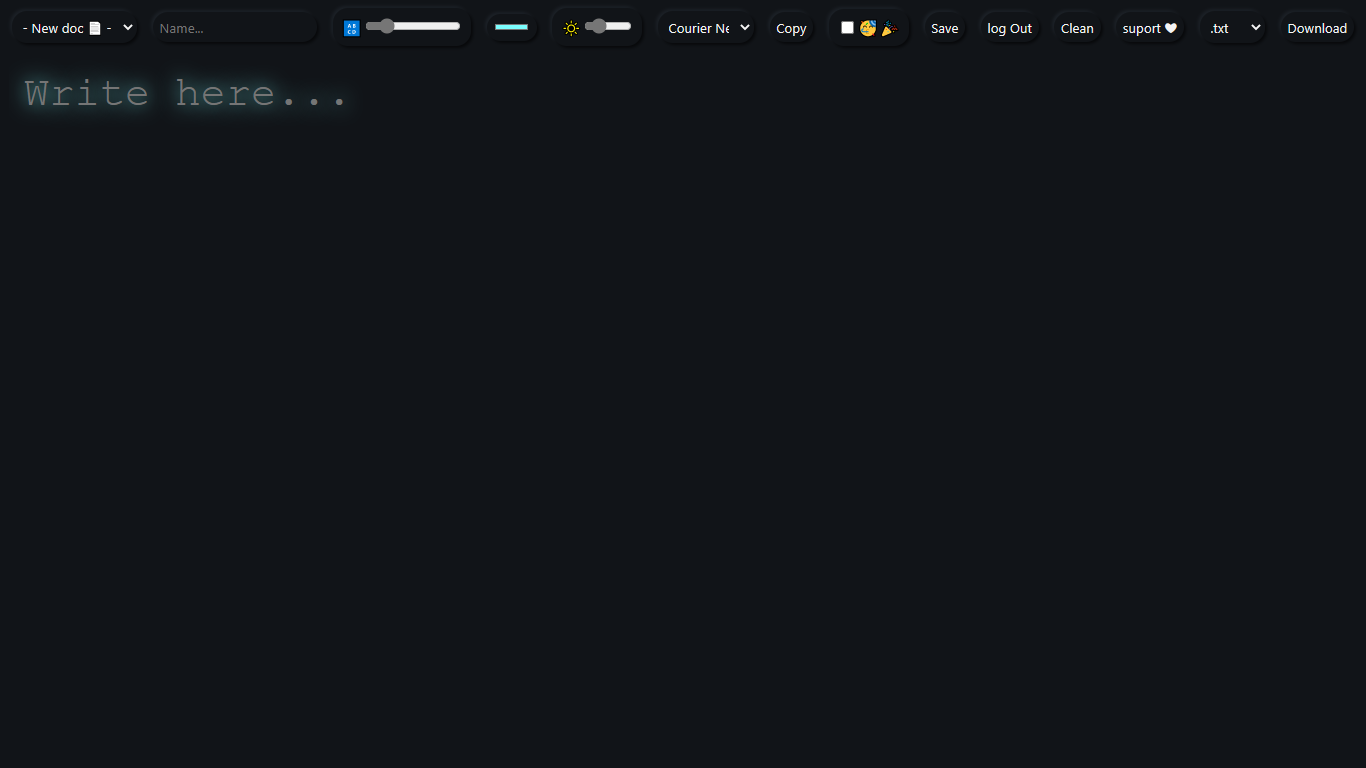 - New doc 📄 - Name... Courier Ne Copy 🥳 🎉 Save log Out Clean suport 🤍 .txt Download
Write here...